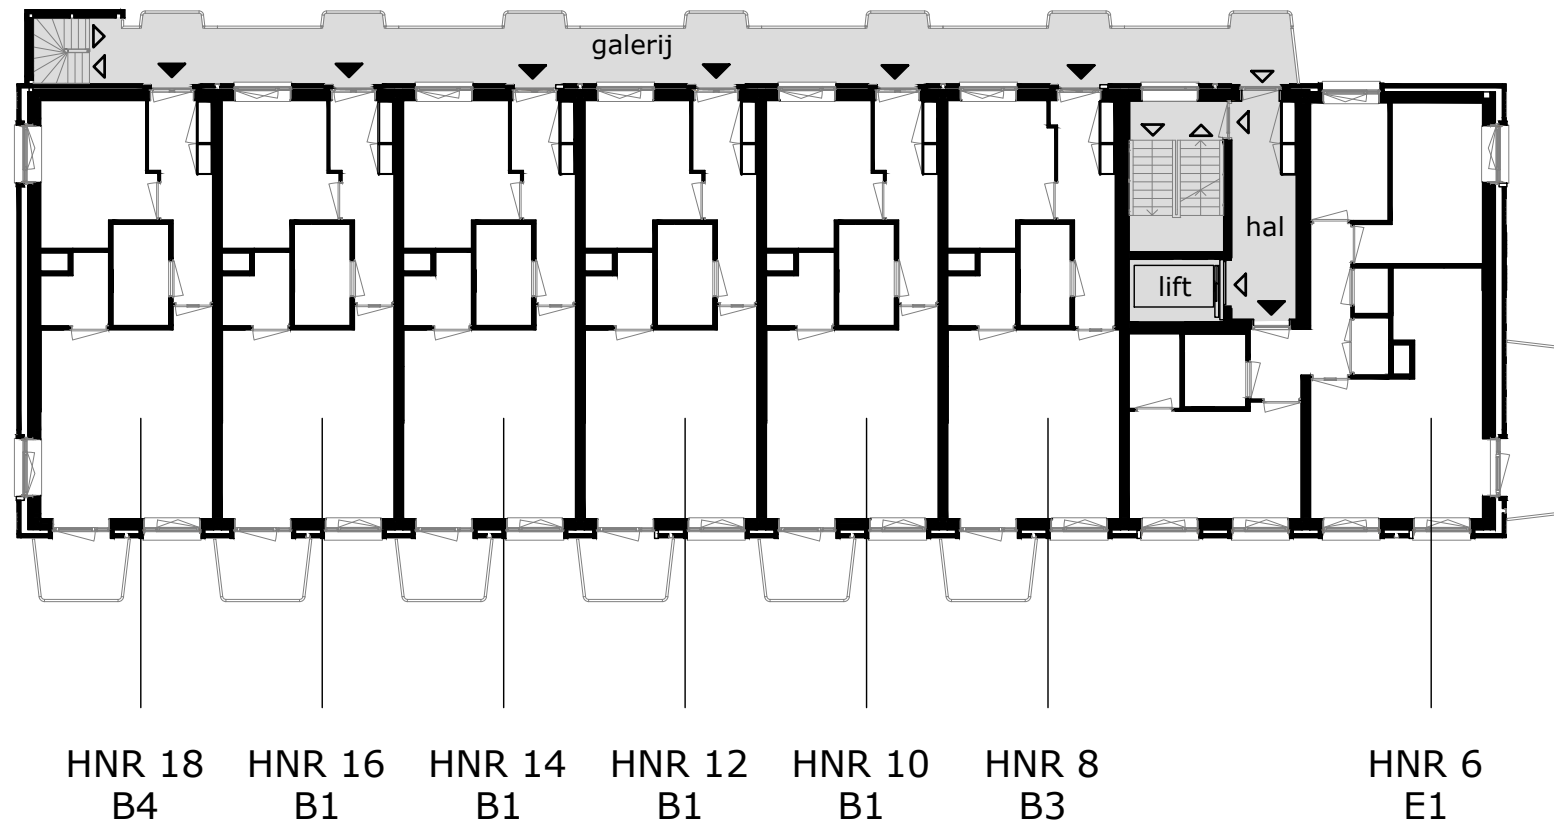 galerij
hal
lift
HNR 18
B4
HNR 16
B1
HNR 14
B1
HNR 12
B1
HNR 10
B1
HNR 8
B3
HNR 6
E1